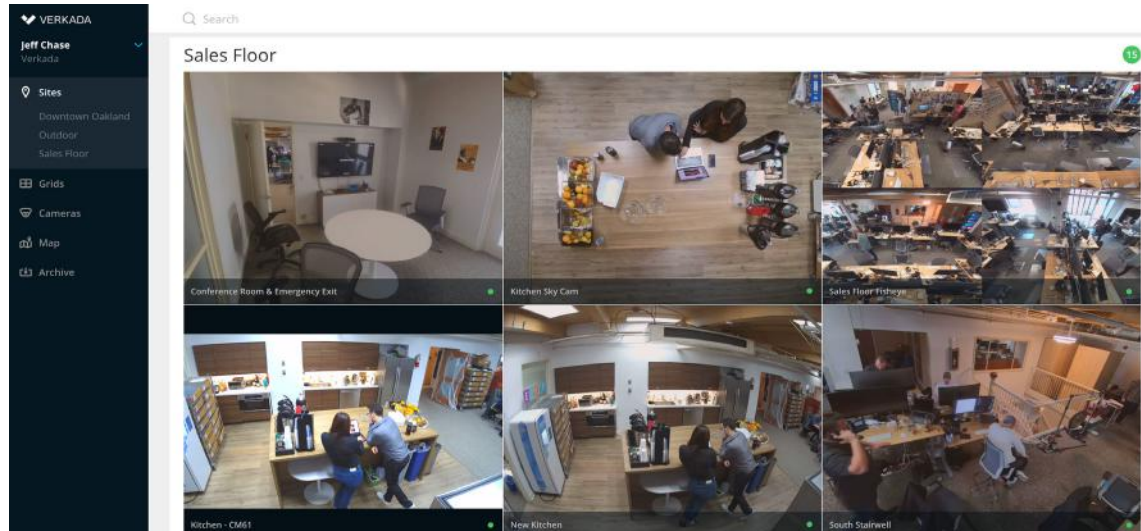 VERKADA
Search
Jeff Chase
Verkada
Sites
Downtown Oakland
Outdoor
Sales Floor
Grids
Cameras
Map
Archive
Sales Floor
15
Conference Room & Emergency Exit
Kitchen Sky Cam
Sales Floor Fisheye
Kitchen - CM61
New Kitchen
South Stairwell